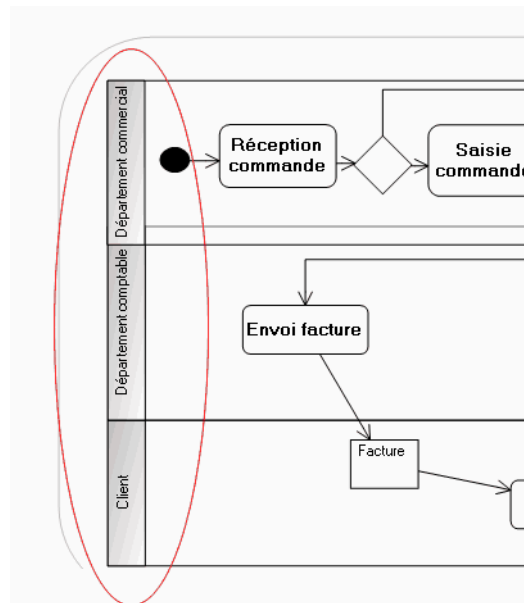 Département commercial
Réception
commande
Saisie
commande
Département comptable
Envoi facture
Client
Facture